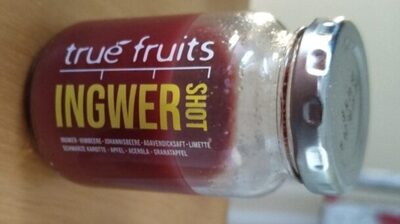 true fruits
INGWER
SHOT
INGWER - HIMBEERE - JOHANNISBEERE - AGAVENDICKSAFT - LIMETTE
SCHWARZE KAROTTE - APFEL - ACEROLA - GRANATAPFEL